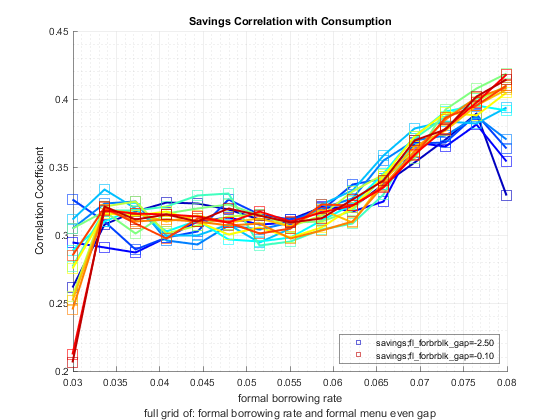 Savings Correlation with Consumption
0.45
0.4
0.35
0.3
0.25
0.2
Correlation Coefficient
savings;fl_forbrblk_gap=-2.50
savings;fl_forbrblk_gap=-0.10
0.03 0.035 0.04 0.045 0.05 0.055 0.06 0.065 0.07 0.075 0.08
formal borrowing rate
full grid of: formal borrowing rate and formal menu even gap